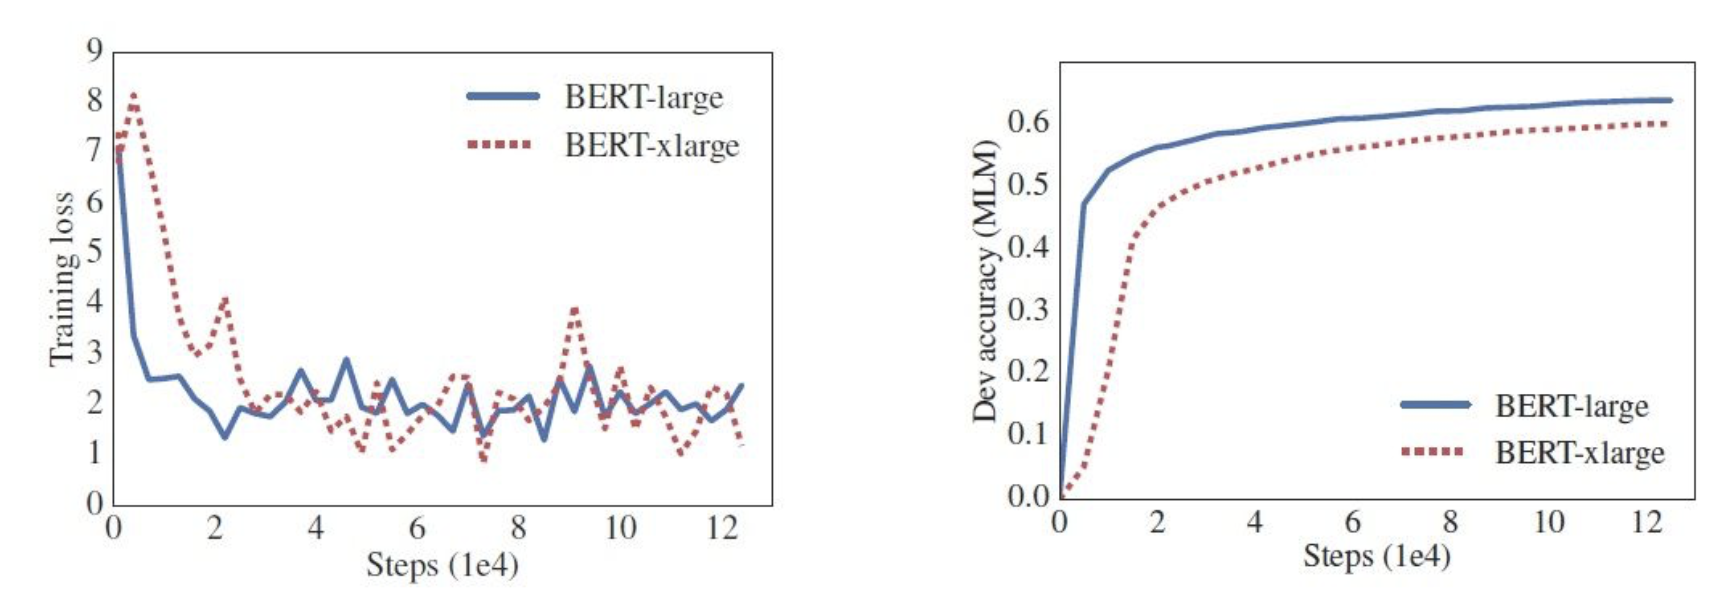 9
8
7
6
5
4
3
2
1
0
Training loss
BERT-large
BERT-xlarge
0 2 4 6 8 10 12
Steps (1e4)
0.6
0.5
0.4
0.3
0.2
0.1
0.0
Dev accuracy (MLM)
BERT-large
BERT-xlarge
0 2 4 6 8 10 12
Steps (1e4)